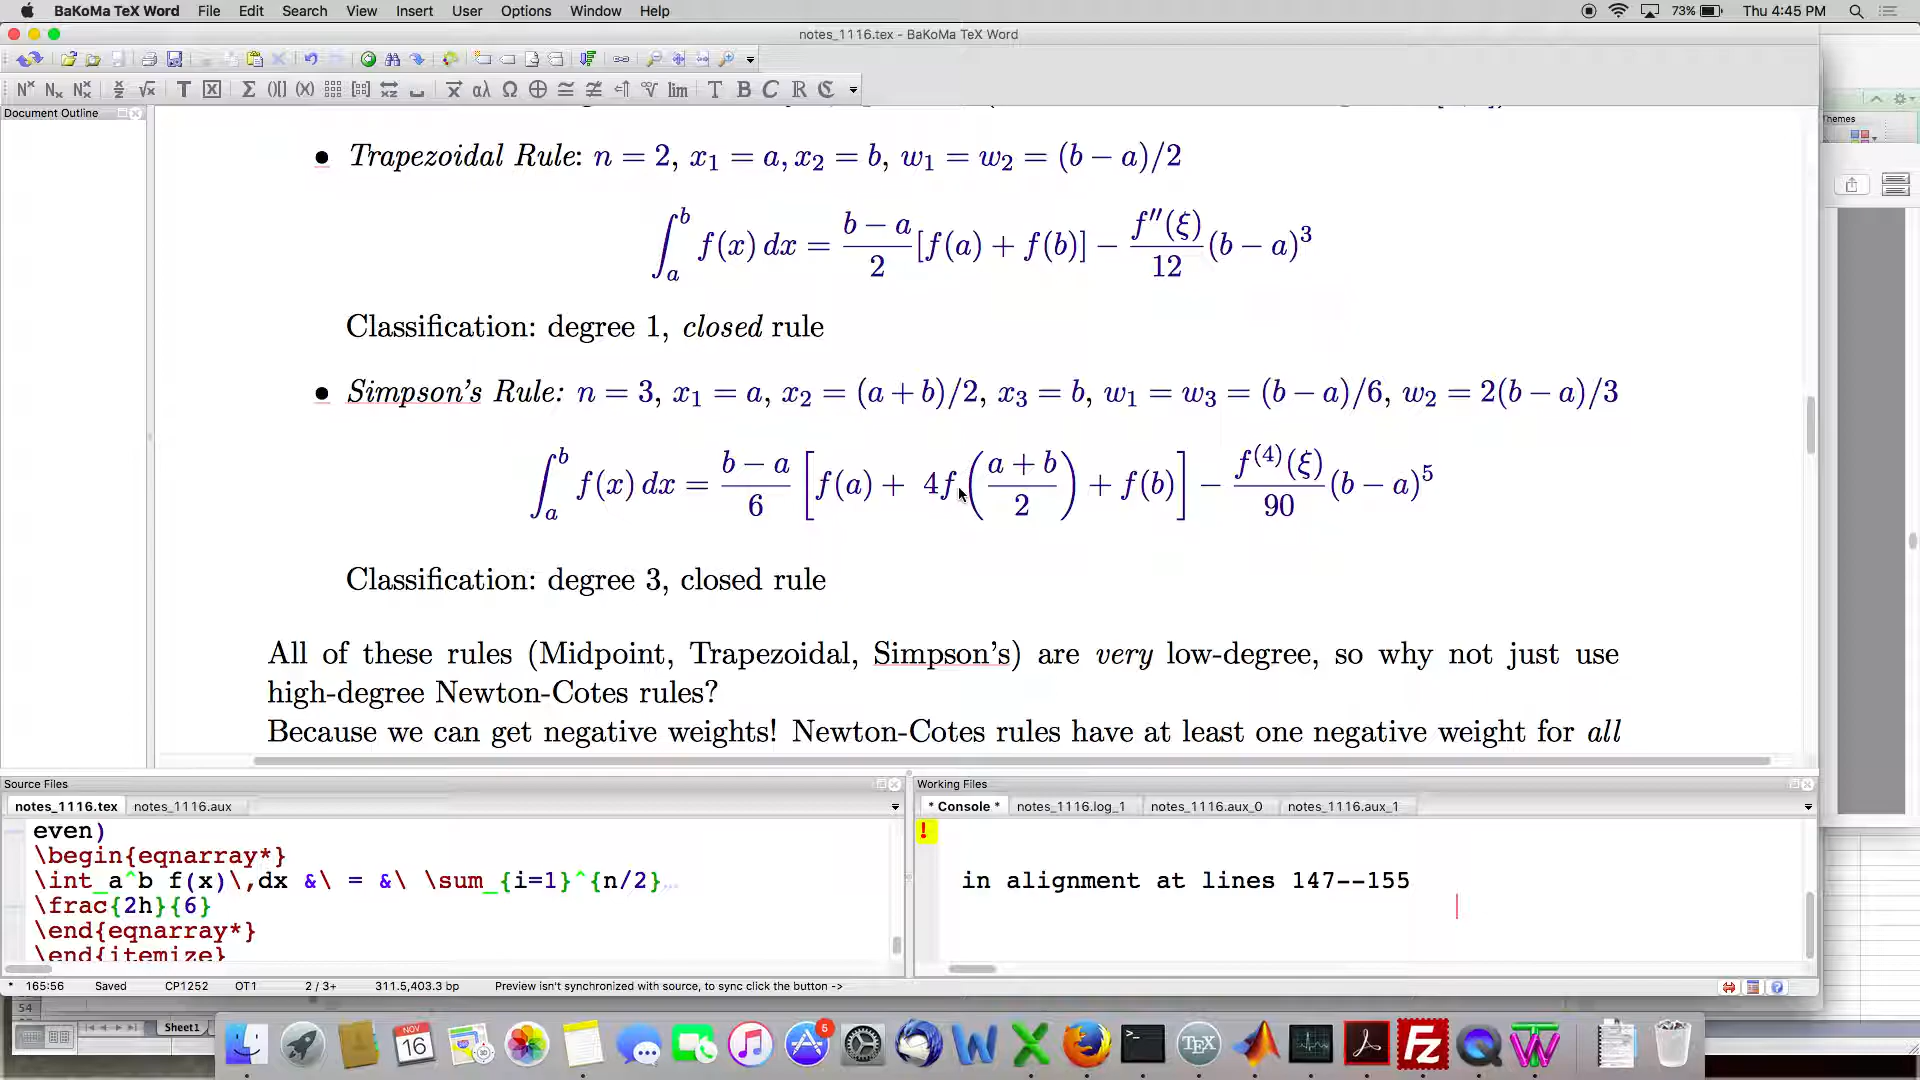 BaKoMa TeX Word File Edit Search View Insert User Options Window Help 73% Thu 4:45 PM
notes_1116.tex - BaKoMa TeX Word
Document Outline
Themes
• Trapezoidal Rule: n = 2, x₁ = a, x₂ = b, w₁ = w₂ = (b − a)/2
∫ₐᵇ f(x) dx = (b − a)/2 [f(a) + f(b)] − f″(ξ)/12 (b − a)³
Classification: degree 1, closed rule
• Simpson's Rule: n = 3, x₁ = a, x₂ = (a + b)/2, x₃ = b, w₁ = w₃ = (b − a)/6, w₂ = 2(b − a)/3
∫ₐᵇ f(x) dx = (b − a)/6 [f(a) + 4f((a + b)/2) + f(b)] − f⁽⁴⁾(ξ)/90 (b − a)⁵
Classification: degree 3, closed rule
All of these rules (Midpoint, Trapezoidal, Simpson's) are very low-degree, so why not just use
high-degree Newton-Cotes rules?
Because we can get negative weights! Newton-Cotes rules have at least one negative weight for all
Source Files
notes_1116.tex notes_1116.aux
even)
\begin{eqnarray*}
\int_a^b f(x)\,dx &\ = &\ \sum_{i=1}^{n/2}...
\frac{2h}{6}
\end{eqnarray*}
\end{itemize}
Working Files
* Console * notes_1116.log_1 notes_1116.aux_0 notes_1116.aux_1
!
in alignment at lines 147--155
* 165:56 Saved CP1252 OT1 2 / 3+ 311.5,403.3 bp Preview isn't synchronized with source, to sync click the button ->
54
Sheet1
NOV
16
5
TEX